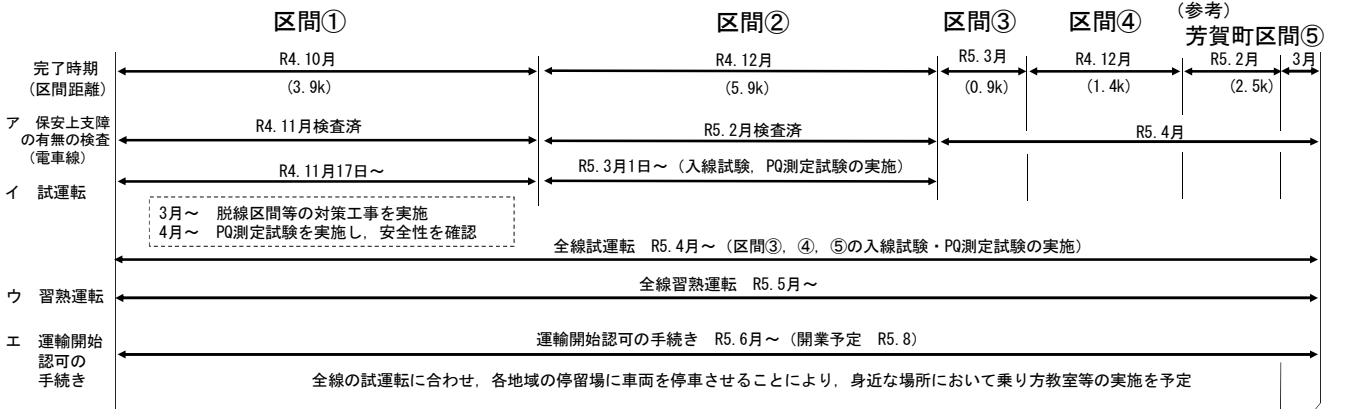 区間① 区間② 区間③ 区間④ (参考)
芳賀町区間⑤
完了時期 R4.10月 R4.12月 R5.3月 R4.12月 R5.2月 3月
(区間距離) (3.9k) (5.9k) (0.9k) (1.4k) (2.5k)
ア 保安上支障
の有無の検査 R4.11月検査済 R5.2月検査済 R5.4月
(電車線)
R4.11月17日～ R5.3月1日～(入線試験，PQ測定試験の実施)
イ 試運転
3月～ 脱線区間等の対策工事を実施
4月～ PQ測定試験を実施し，安全性を確認
全線試運転 R5.4月～(区間③，④，⑤の入線試験・PQ測定試験の実施)
ウ 習熟運転 全線習熟運転 R5.5月～
エ 運輸開始 運輸開始認可の手続き R5.6月～(開業予定 R5.8)
認可の
手続き 全線の試運転に合わせ，各地域の停留場に車両を停車させることにより，身近な場所において乗り方教室等の実施を予定